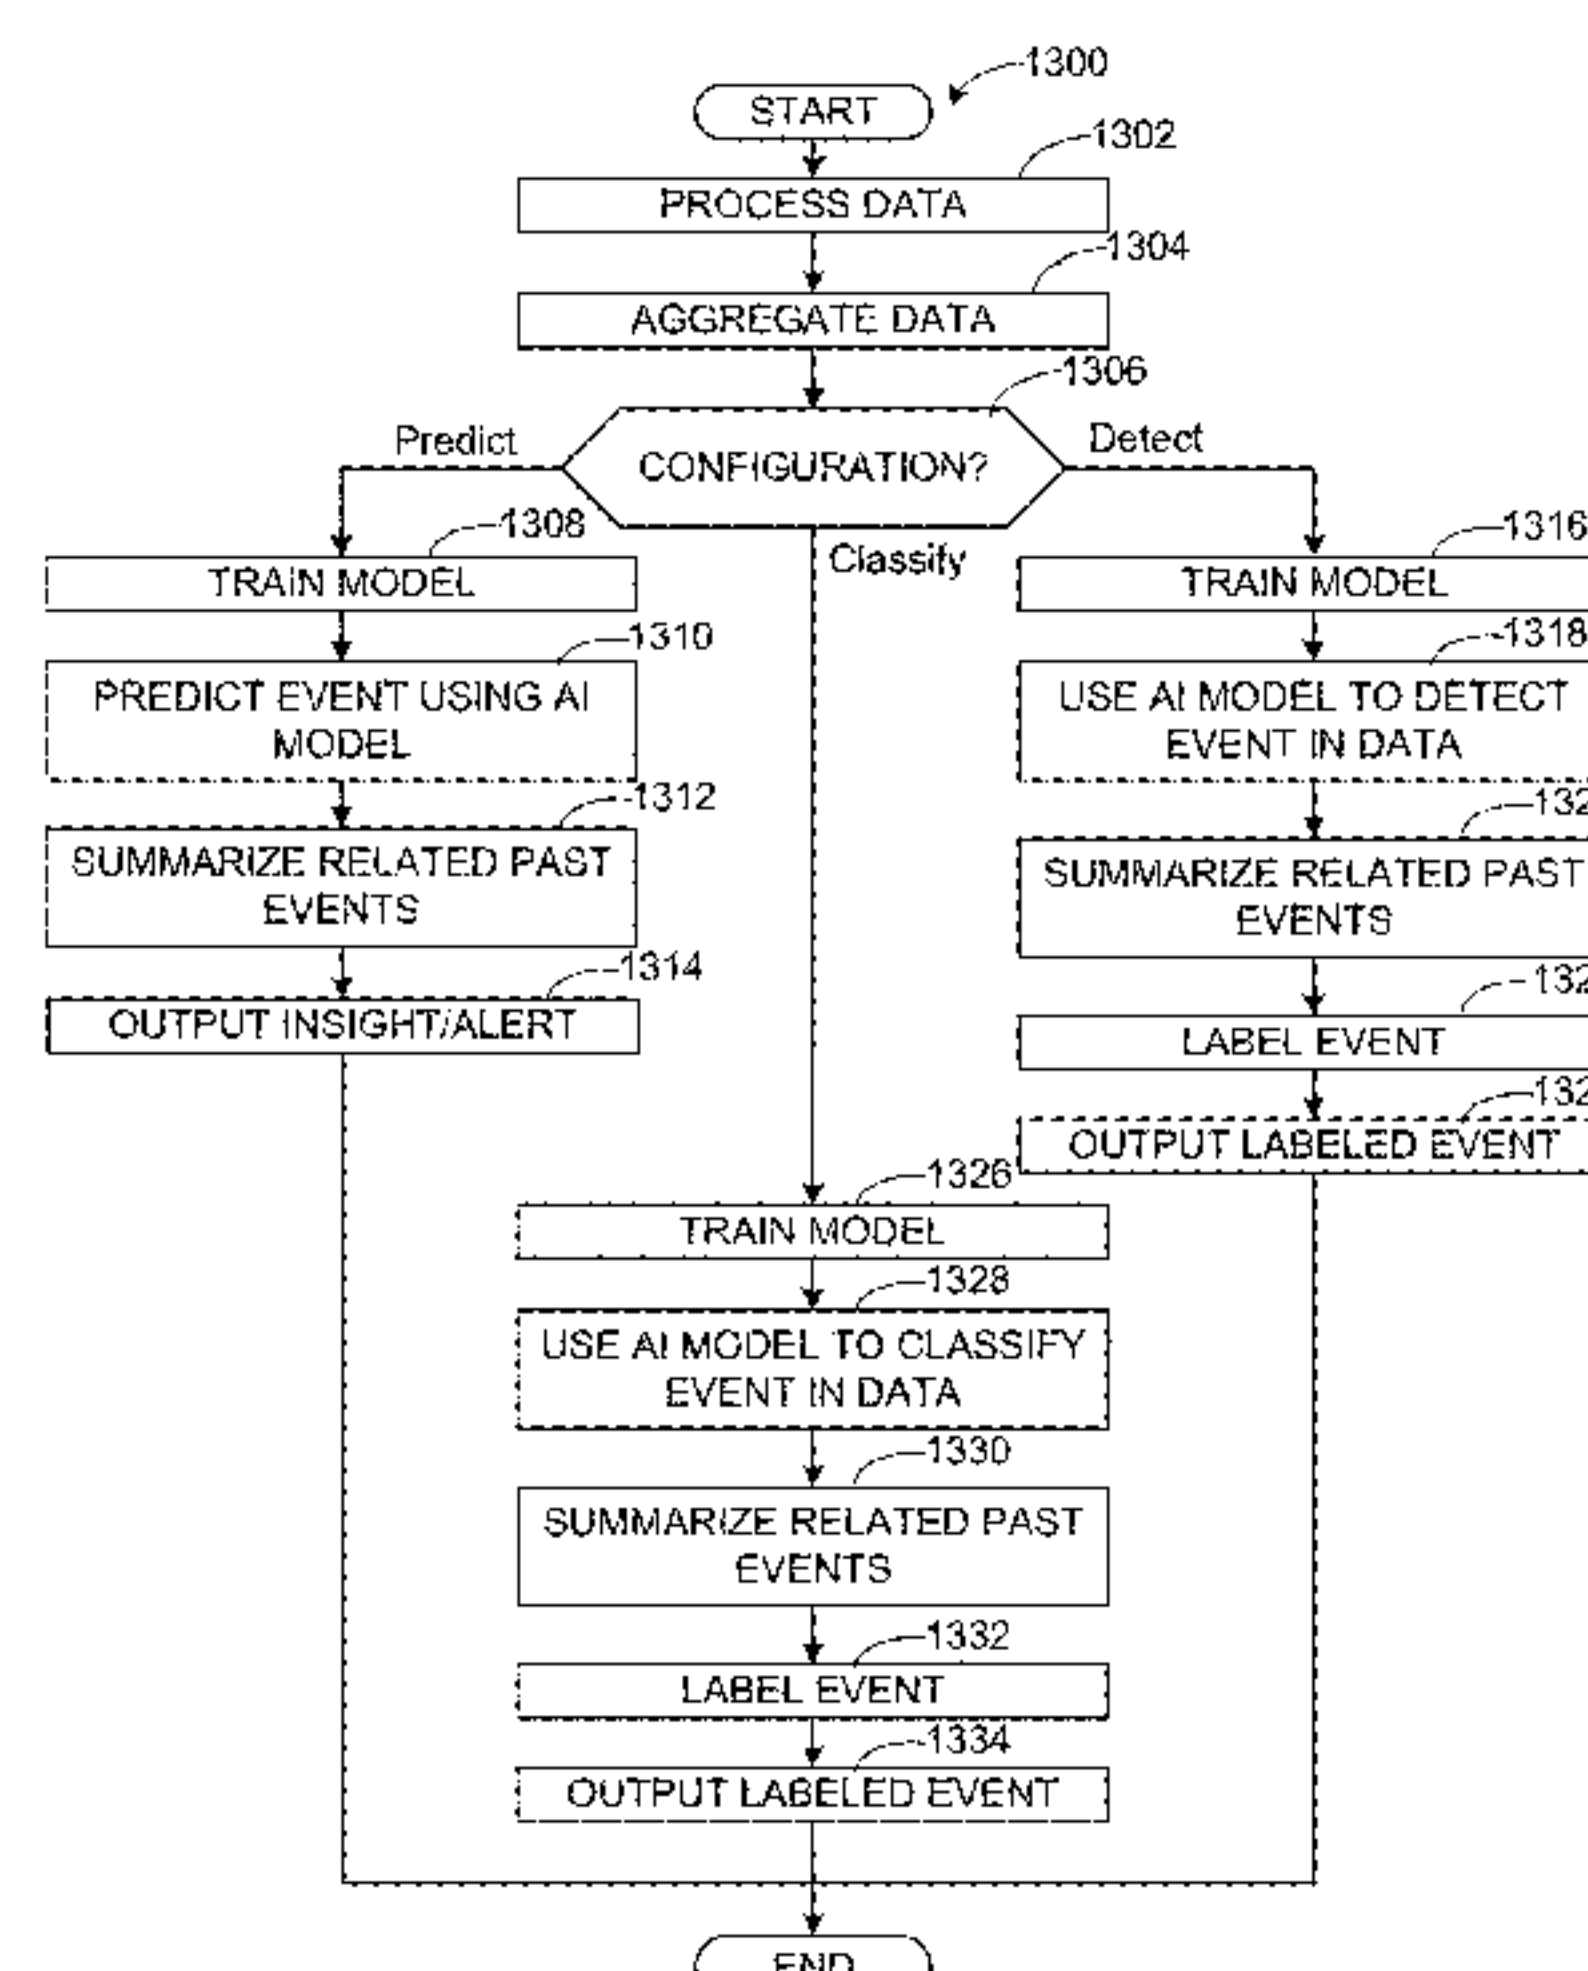 1300
START
1302
PROCESS DATA
1304
AGGREGATE DATA
1306
CONFIGURATION?
Predict
Detect
Classify
1308
TRAIN MODEL
1310
PREDICT EVENT USING AI
MODEL
1312
SUMMARIZE RELATED PAST
EVENTS
1314
OUTPUT INSIGHT/ALERT
1316
TRAIN MODEL
1318
USE AI MODEL TO DETECT
EVENT IN DATA
SUMMARIZE RELATED PAST
EVENTS
LABEL EVENT
OUTPUT LABELED EVENT
1326
TRAIN MODEL
1328
USE AI MODEL TO CLASSIFY
EVENT IN DATA
1330
SUMMARIZE RELATED PAST
EVENTS
1332
LABEL EVENT
1334
OUTPUT LABELED EVENT
END